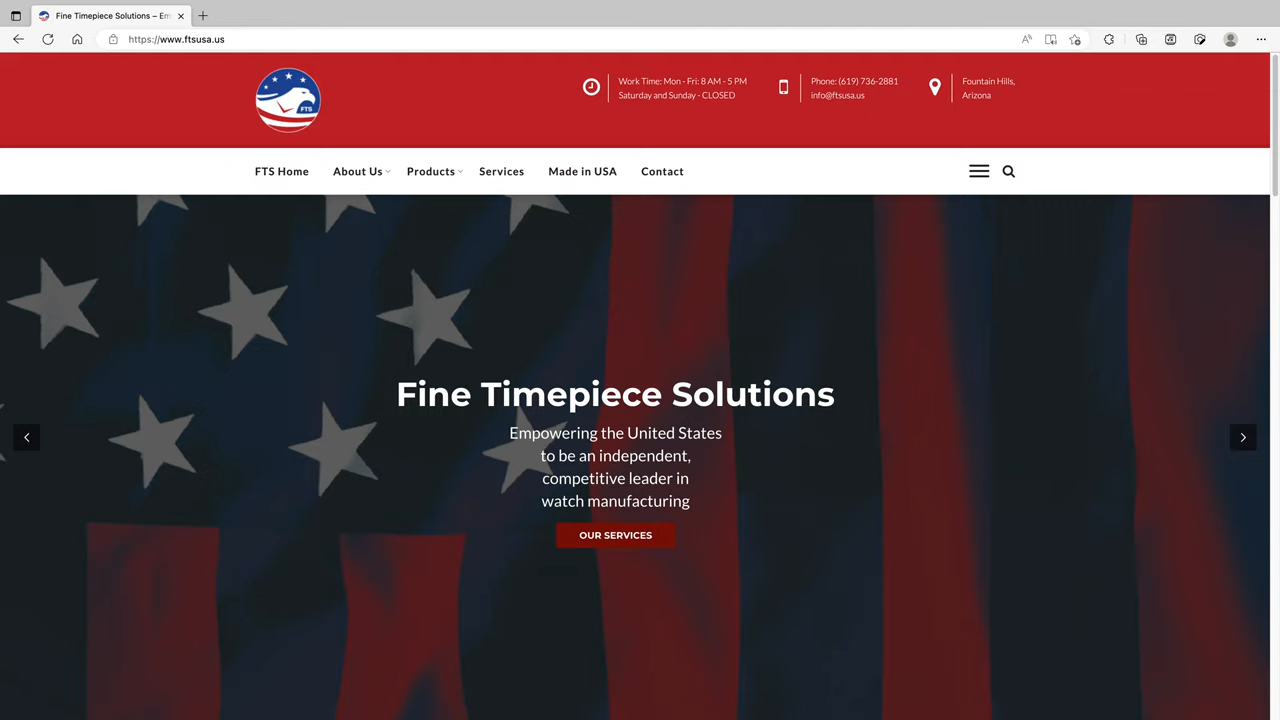 Fine Timepiece Solutions – Em
https://www.ftsusa.us
FTS
Work Time: Mon - Fri: 8 AM - 5 PM
Saturday and Sunday - CLOSED
Phone: (619) 736-2881
info@ftsusa.us
Fountain Hills,
Arizona
FTS Home About Us Products Services Made in USA Contact
Fine Timepiece Solutions
Empowering the United States
to be an independent,
competitive leader in
watch manufacturing
OUR SERVICES